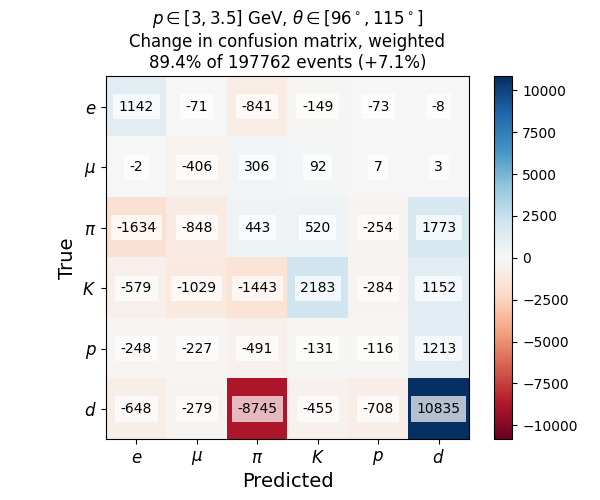 p ∈ [3, 3.5] GeV, θ ∈ [96°, 115°]
Change in confusion matrix, weighted
89.4% of 197762 events (+7.1%)
True
e 1142 -71 -841 -149 -73 -8
μ -2 -406 306 92 7 3
π -1634 -848 443 520 -254 1773
K -579 -1029 -1443 2183 -284 1152
p -248 -227 -491 -131 -116 1213
d -648 -279 -8745 -455 -708 10835
e μ π K p d
Predicted
10000
7500
5000
2500
0
−2500
−5000
−7500
−10000